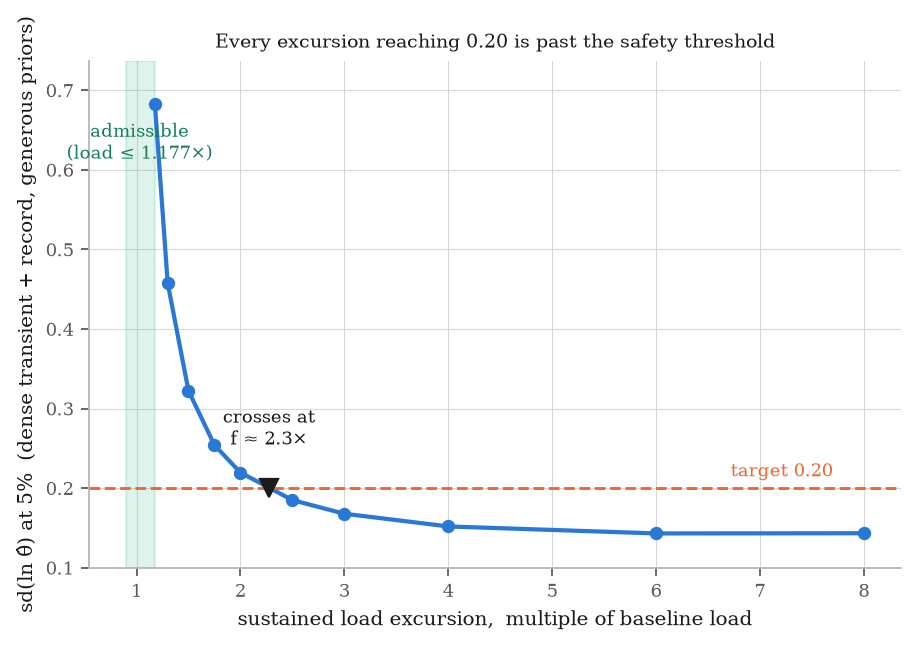 Every excursion reaching 0.20 is past the safety threshold
sd(ln θ̂) at 5%  (dense transient + record, generous priors)
0.7
0.6
0.5
0.4
0.3
0.2
0.1
admissible
(load ≤ 1.177×)
crosses at
f ≈ 2.3×
target 0.20
1 2 3 4 5 6 7 8
sustained load excursion,  multiple of baseline load